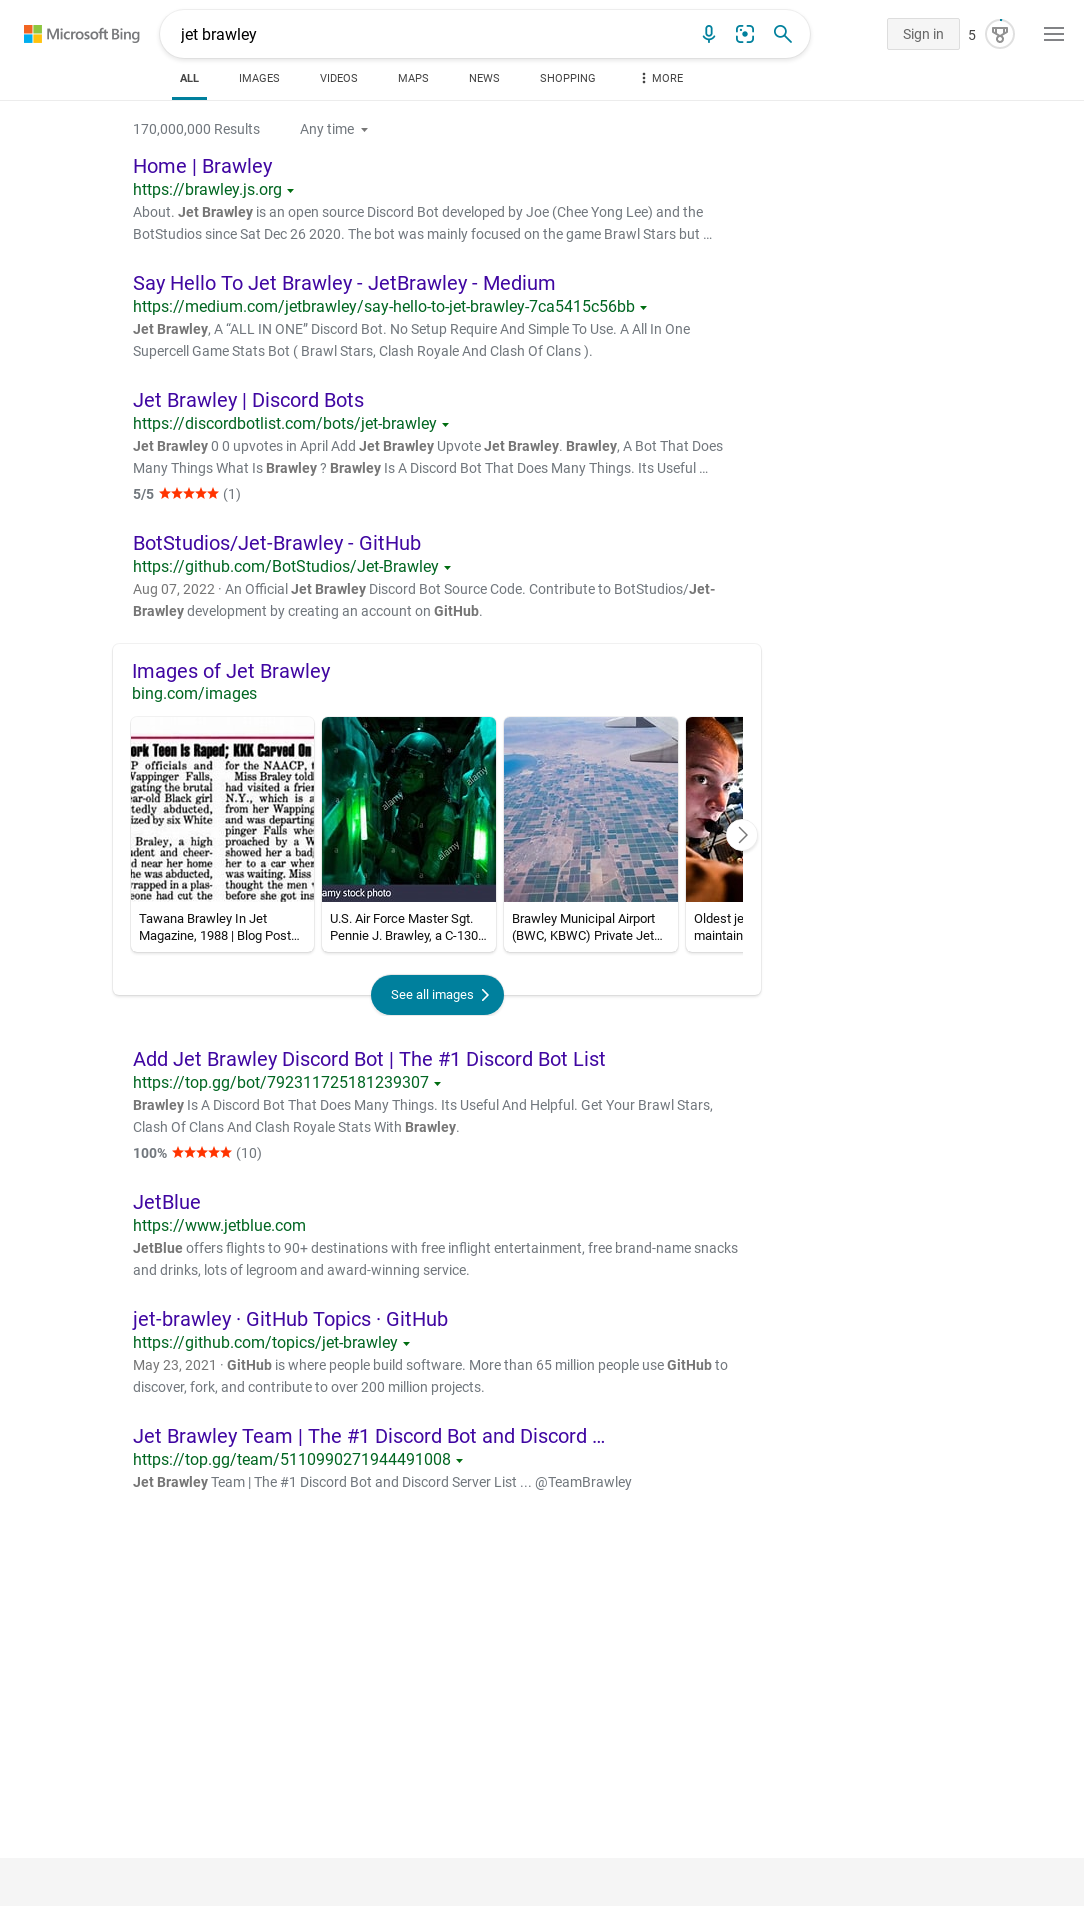 Microsoft Bing
jet brawley
Sign in
5
ALL
IMAGES
VIDEOS
MAPS
NEWS
SHOPPING
MORE
170,000,000 Results
Any time
Home | Brawley
https://brawley.js.org
About. Jet Brawley is an open source Discord Bot developed by Joe (Chee Yong Lee) and the
BotStudios since Sat Dec 26 2020. The bot was mainly focused on the game Brawl Stars but …
Say Hello To Jet Brawley - JetBrawley - Medium
https://medium.com/jetbrawley/say-hello-to-jet-brawley-7ca5415c56bb
Jet Brawley, A “ALL IN ONE” Discord Bot. No Setup Require And Simple To Use. A All In One
Supercell Game Stats Bot ( Brawl Stars, Clash Royale And Clash Of Clans ).
Jet Brawley | Discord Bots
https://discordbotlist.com/bots/jet-brawley
Jet Brawley 0 0 upvotes in April Add Jet Brawley Upvote Jet Brawley. Brawley, A Bot That Does
Many Things What Is Brawley ? Brawley Is A Discord Bot That Does Many Things. Its Useful …
5/5 ★★★★★ (1)
BotStudios/Jet-Brawley - GitHub
https://github.com/BotStudios/Jet-Brawley
Aug 07, 2022 · An Official Jet Brawley Discord Bot Source Code. Contribute to BotStudios/Jet-
Brawley development by creating an account on GitHub.
Images of Jet Brawley
bing.com/images
ork Teen Is Raped; KKK Carved On
P officials and
Wappinger Falls,
gating the brutal
ear-old Black girl
tedly abducted,
ized by six White
Braley, a high
dent and cheer-
d near her home
he was abducted,
wrapped in a plas-
eone had cut the
for the NAACP, t
Miss Braley told
had visited a frie
N.Y., which is a
from her Wapping
and was departing
pinger Falls whe
proached by a W
showed her a bad
her to a car wher
was waiting. Miss
thought the men
before she got ins
alamy
alamy
alamy
amy stock photo
Tawana Brawley In Jet
Magazine, 1988 | Blog Post…
U.S. Air Force Master Sgt.
Pennie J. Brawley, a C-130…
Brawley Municipal Airport
(BWC, KBWC) Private Jet…
Oldest je
maintain
See all images
Add Jet Brawley Discord Bot | The #1 Discord Bot List
https://top.gg/bot/792311725181239307
Brawley Is A Discord Bot That Does Many Things. Its Useful And Helpful. Get Your Brawl Stars,
Clash Of Clans And Clash Royale Stats With Brawley.
100% ★★★★★ (10)
JetBlue
https://www.jetblue.com
JetBlue offers flights to 90+ destinations with free inflight entertainment, free brand-name snacks
and drinks, lots of legroom and award-winning service.
jet-brawley · GitHub Topics · GitHub
https://github.com/topics/jet-brawley
May 23, 2021 · GitHub is where people build software. More than 65 million people use GitHub to
discover, fork, and contribute to over 200 million projects.
Jet Brawley Team | The #1 Discord Bot and Discord …
https://top.gg/team/5110990271944491008
Jet Brawley Team | The #1 Discord Bot and Discord Server List ... @TeamBrawley